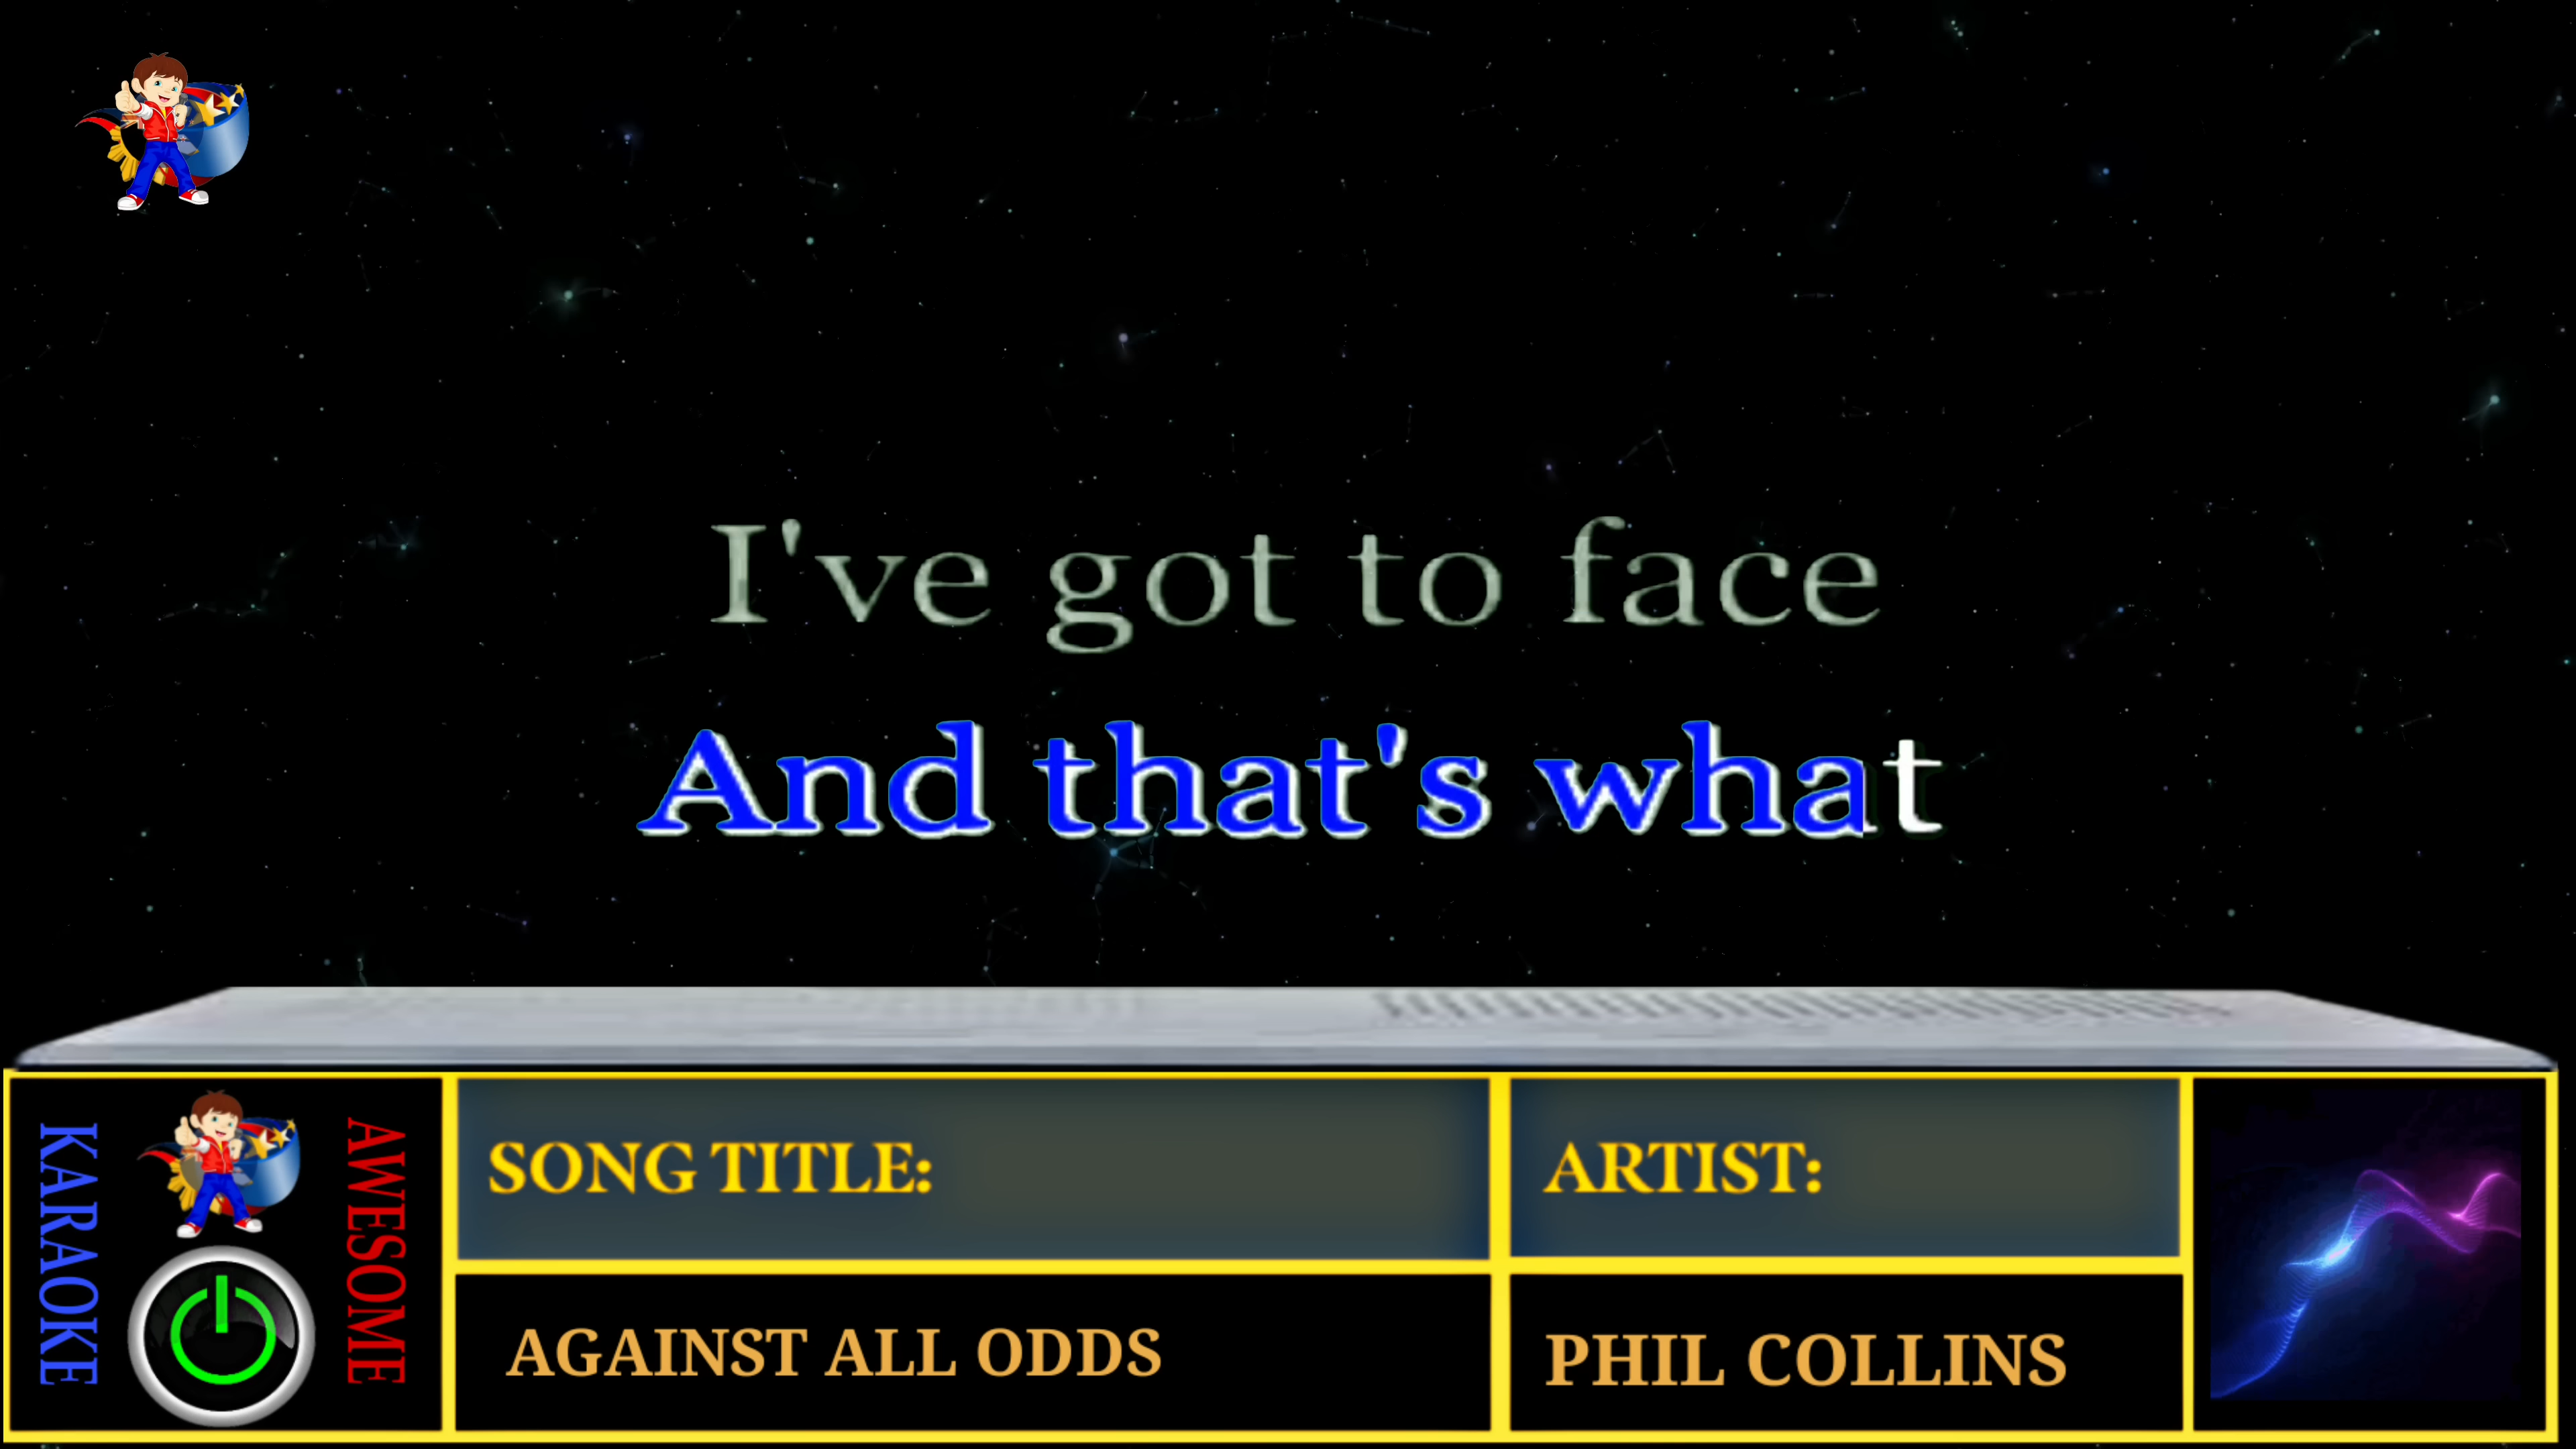 I've got to face
And that's what
KARAOKE
AWESOME
SONG TITLE:
ARTIST:
AGAINST ALL ODDS
PHIL COLLINS